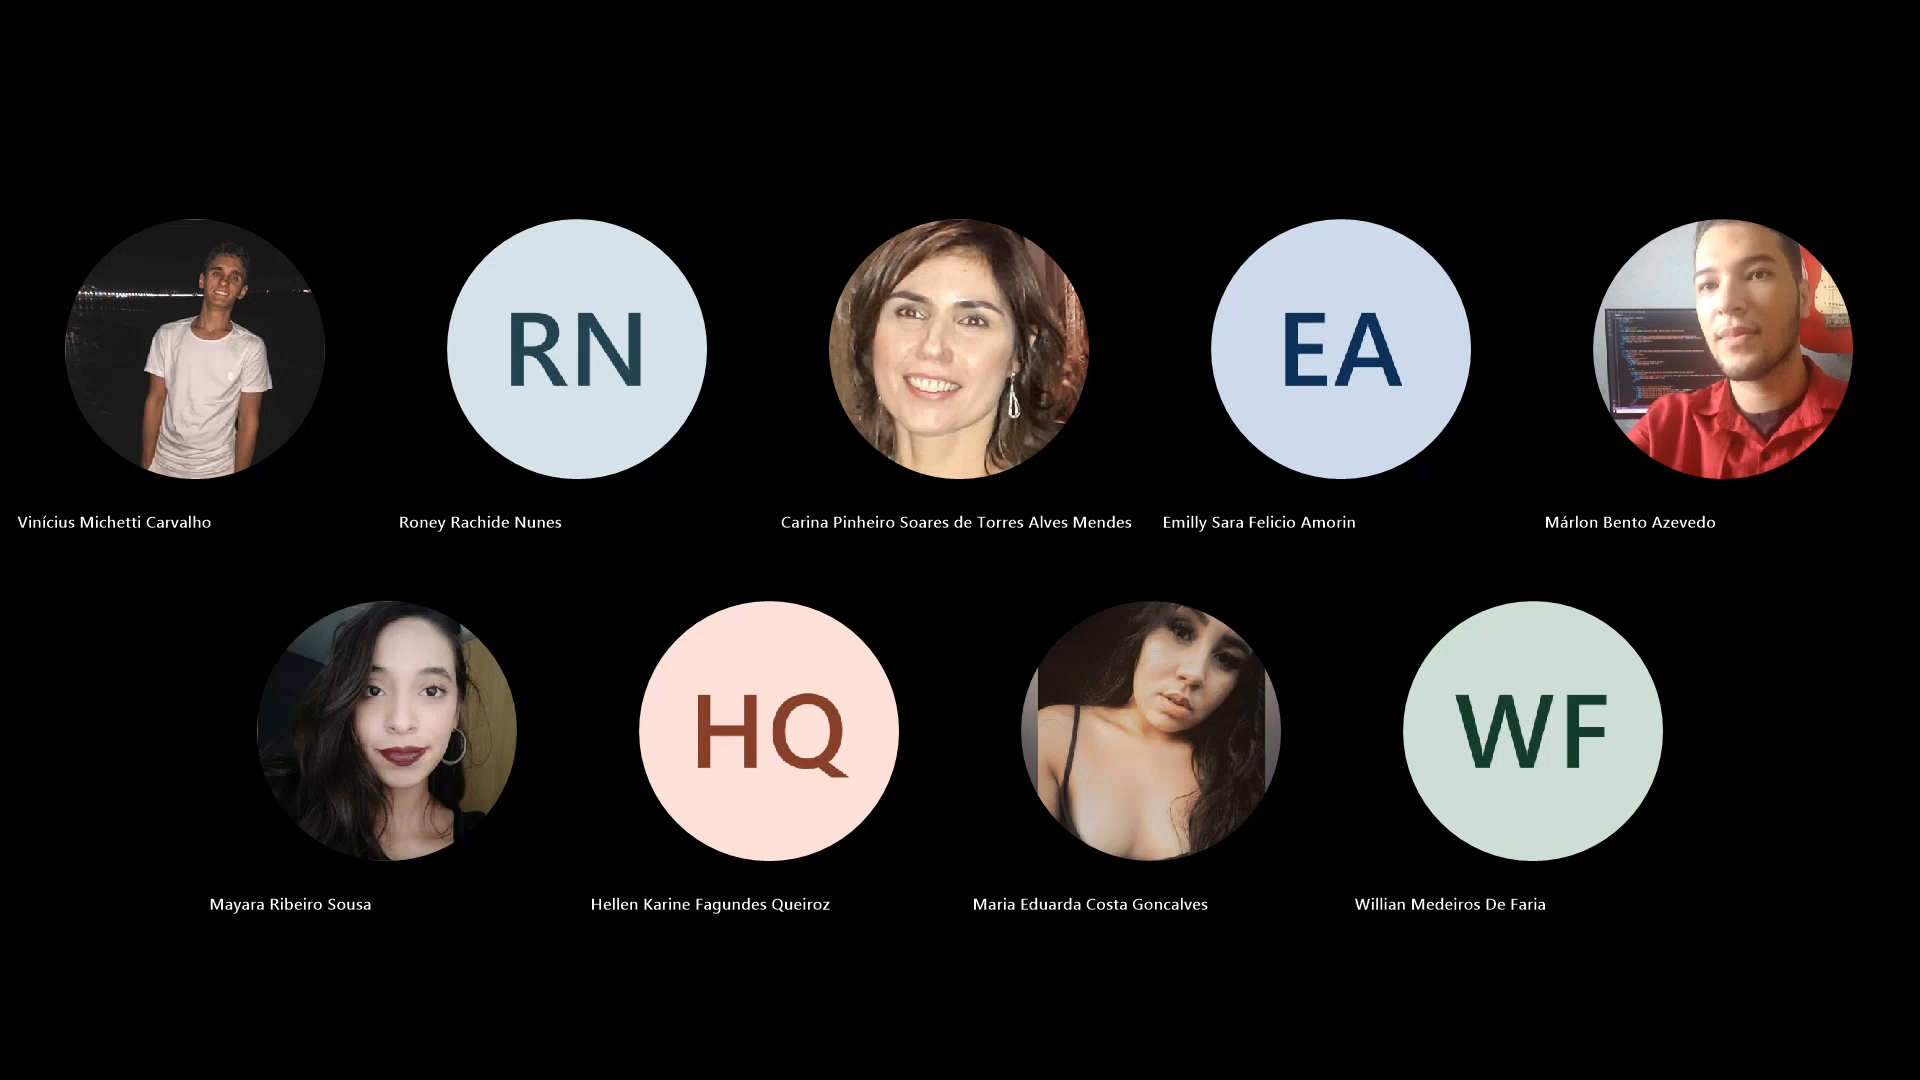 RN
EA
Vinícius Michetti Carvalho
Roney Rachide Nunes
Carina Pinheiro Soares de Torres Alves Mendes
Emilly Sara Felicio Amorin
Márlon Bento Azevedo
HQ
WF
Mayara Ribeiro Sousa
Hellen Karine Fagundes Queiroz
Maria Eduarda Costa Goncalves
Willian Medeiros De Faria